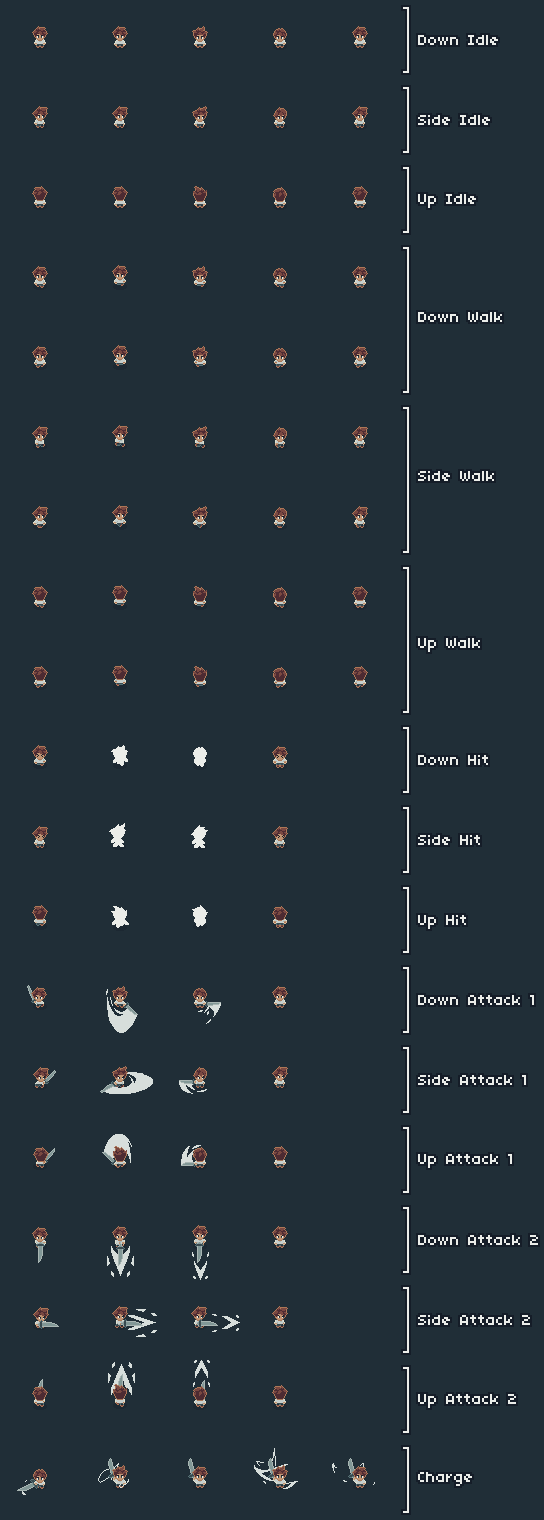 Down Idle
Side Idle
Up Idle
Down Walk
Side Walk
Up Walk
Down Hit
Side Hit
Up Hit
Down Attack 1
Side Attack 1
Up Attack 1
Down Attack 2
Side Attack 2
Up Attack 2
Charge